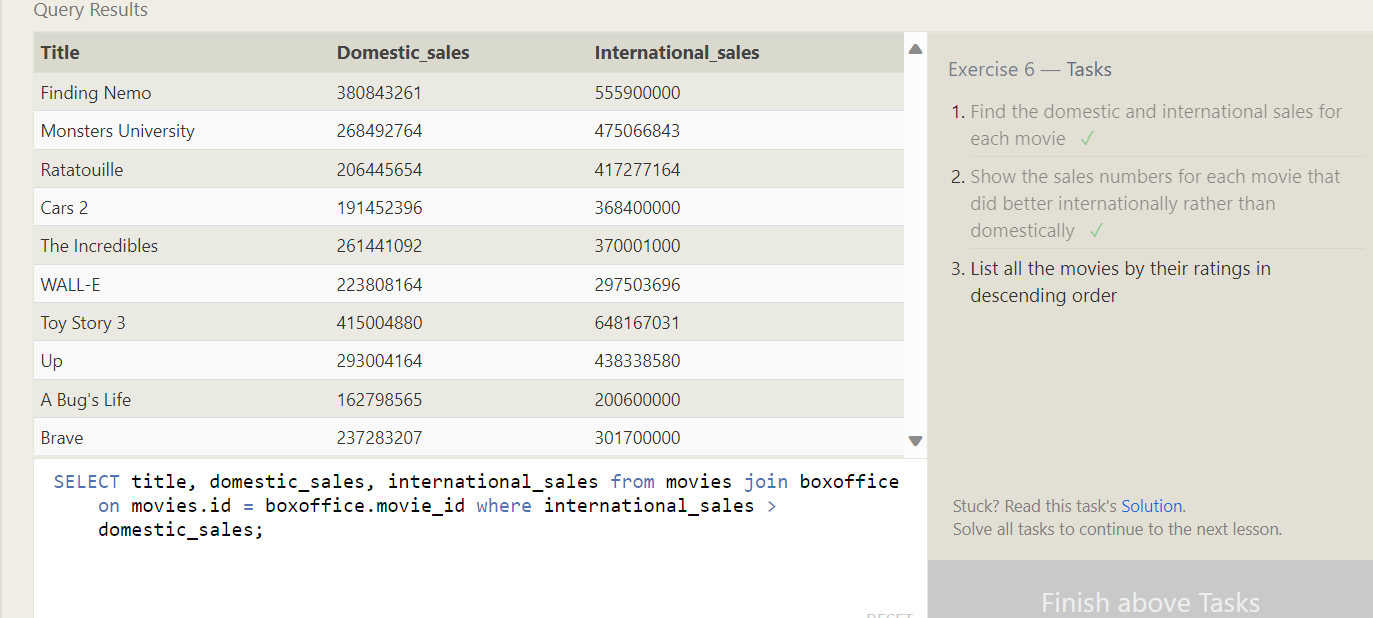 Query Results
Title Domestic_sales International_sales
Finding Nemo 380843261 555900000
Monsters University 268492764 475066843
Ratatouille 206445654 417277164
Cars 2 191452396 368400000
The Incredibles 261441092 370001000
WALL-E 223808164 297503696
Toy Story 3 415004880 648167031
Up 293004164 438338580
A Bug's Life 162798565 200600000
Brave 237283207 301700000
SELECT title, domestic_sales, international_sales from movies join boxoffice
on movies.id = boxoffice.movie_id where international_sales >
domestic_sales;
RESET
Exercise 6 — Tasks
1. Find the domestic and international sales for
each movie ✓
2. Show the sales numbers for each movie that
did better internationally rather than
domestically ✓
3. List all the movies by their ratings in
descending order
Stuck? Read this task's Solution.
Solve all tasks to continue to the next lesson.
Finish above Tasks